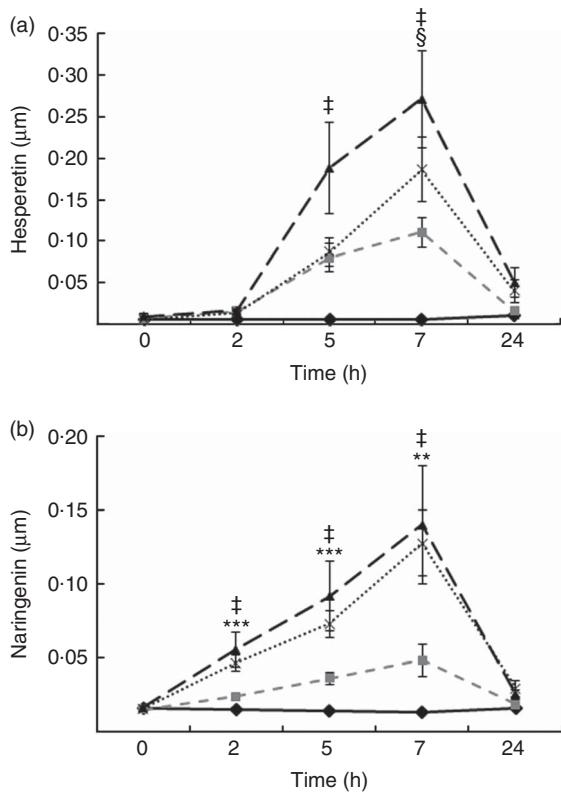 (a)
0·35
0·30
0·25
0·20
0·15
0·10
0·05
Hesperetin (μm)
‡
‡
§
0 2 5 7 24
Time (h)
(b)
0·20
0·15
0·10
0·05
Naringenin (μm)
‡
***
‡
***
‡
**
0 2 5 7 24
Time (h)